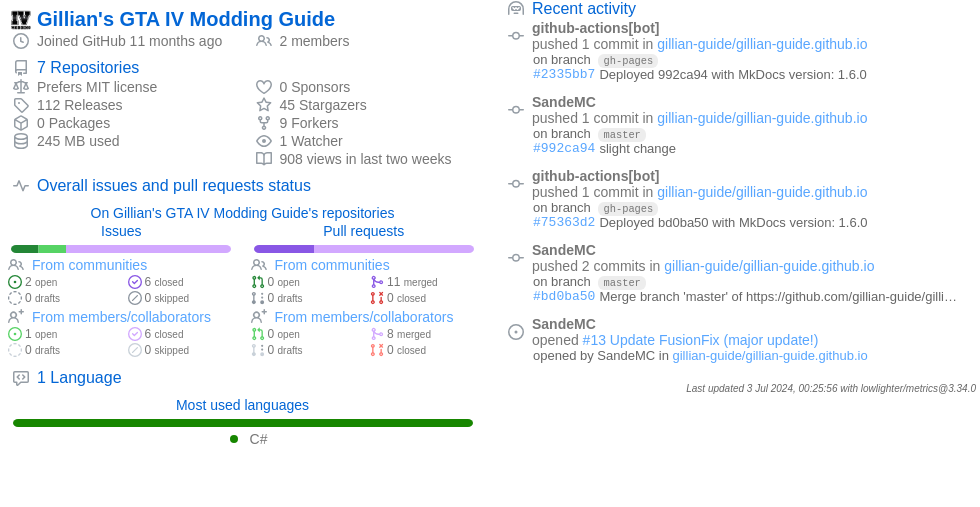 Gillian's GTA IV Modding Guide
Joined GitHub 11 months ago
2 members
7 Repositories
Prefers MIT license
112 Releases
0 Packages
245 MB used
0 Sponsors
45 Stargazers
9 Forkers
1 Watcher
908 views in last two weeks
Overall issues and pull requests status
On Gillian's GTA IV Modding Guide's repositories
Issues
From communities
2 open
6 closed
0 drafts
0 skipped
From members/collaborators
1 open
6 closed
0 drafts
0 skipped
Pull requests
From communities
0 open
11 merged
0 drafts
0 closed
From members/collaborators
0 open
8 merged
0 drafts
0 closed
1 Language
Most used languages
C#
Recent activity
github-actions[bot]
pushed 1 commit in gillian-guide/gillian-guide.github.io
on branch gh-pages
#2335bb7 Deployed 992ca94 with MkDocs version: 1.6.0
SandeMC
pushed 1 commit in gillian-guide/gillian-guide.github.io
on branch master
#992ca94 slight change
github-actions[bot]
pushed 1 commit in gillian-guide/gillian-guide.github.io
on branch gh-pages
#75363d2 Deployed bd0ba50 with MkDocs version: 1.6.0
SandeMC
pushed 2 commits in gillian-guide/gillian-guide.github.io
on branch master
#bd0ba50 Merge branch 'master' of https://github.com/gillian-guide/gilli…
SandeMC
opened #13 Update FusionFix (major update!)
opened by SandeMC in gillian-guide/gillian-guide.github.io
Last updated 3 Jul 2024, 00:25:56 with lowlighter/metrics@3.34.0